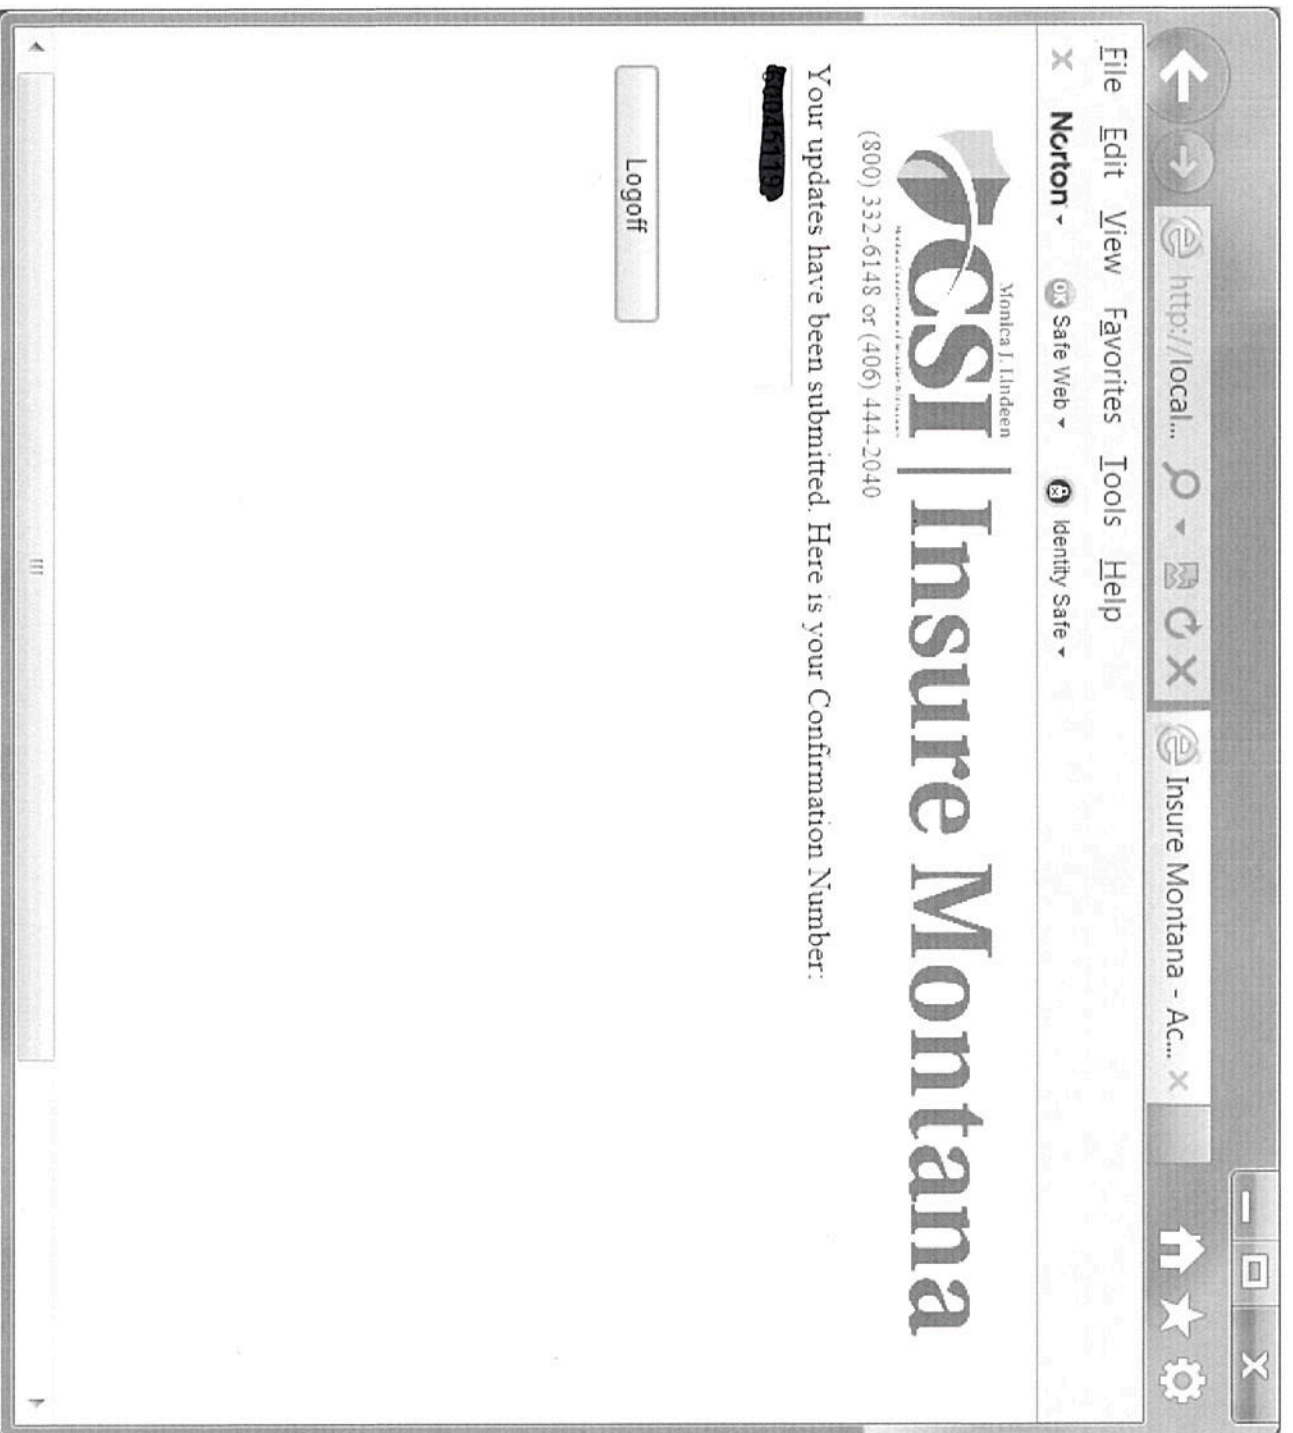 http://local...
Insure Montana - Ac...
File Edit View Favorites Tools Help
Norton
OK Safe Web
Identity Safe
Monica J. Lindeen
CSI | Insure Montana
(800) 332-6148 or (406) 444-2040
Your updates have been submitted. Here is your Confirmation Number:
Logoff